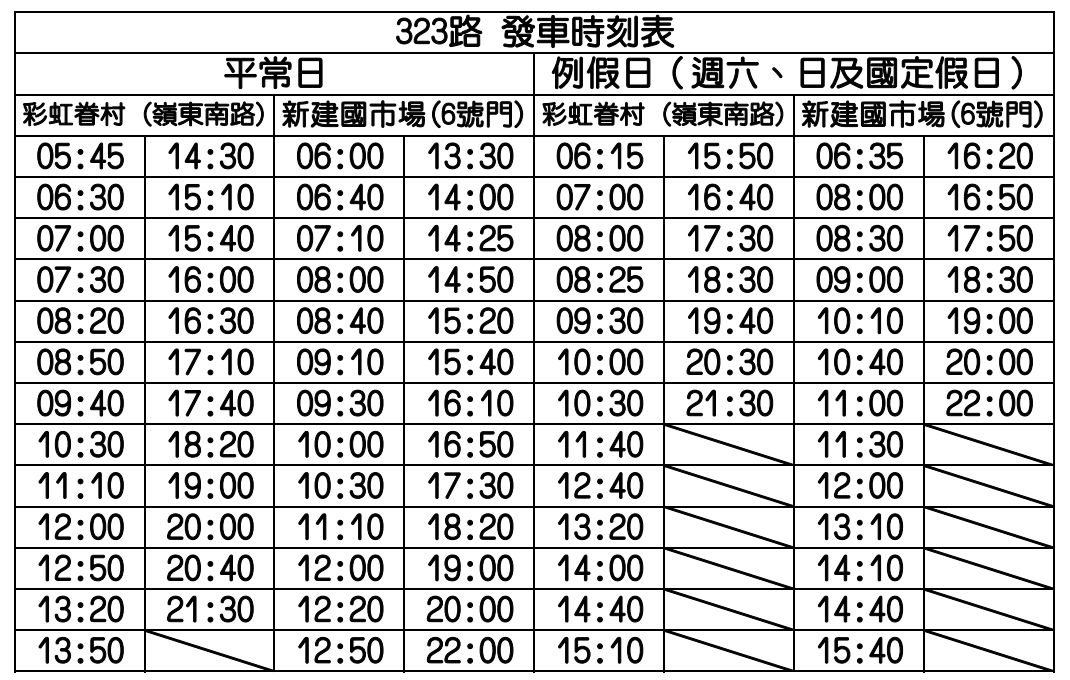 323路 發車時刻表
平常日 例假日（週六、日及國定假日）
彩虹眷村 （嶺東南路） 新建國市場(6號門) 彩虹眷村 （嶺東南路） 新建國市場(6號門)
05:45 14:30 06:00 13:30 06:15 15:50 06:35 16:20
06:30 15:10 06:40 14:00 07:00 16:40 08:00 16:50
07:00 15:40 07:10 14:25 08:00 17:30 08:30 17:50
07:30 16:00 08:00 14:50 08:25 18:30 09:00 18:30
08:20 16:30 08:40 15:20 09:30 19:40 10:10 19:00
08:50 17:10 09:10 15:40 10:00 20:30 10:40 20:00
09:40 17:40 09:30 16:10 10:30 21:30 11:00 22:00
10:30 18:20 10:00 16:50 11:40 11:30
11:10 19:00 10:30 17:30 12:40 12:00
12:00 20:00 11:10 18:20 13:20 13:10
12:50 20:40 12:00 19:00 14:00 14:10
13:20 21:30 12:20 20:00 14:40 14:40
13:50 12:50 22:00 15:10 15:40